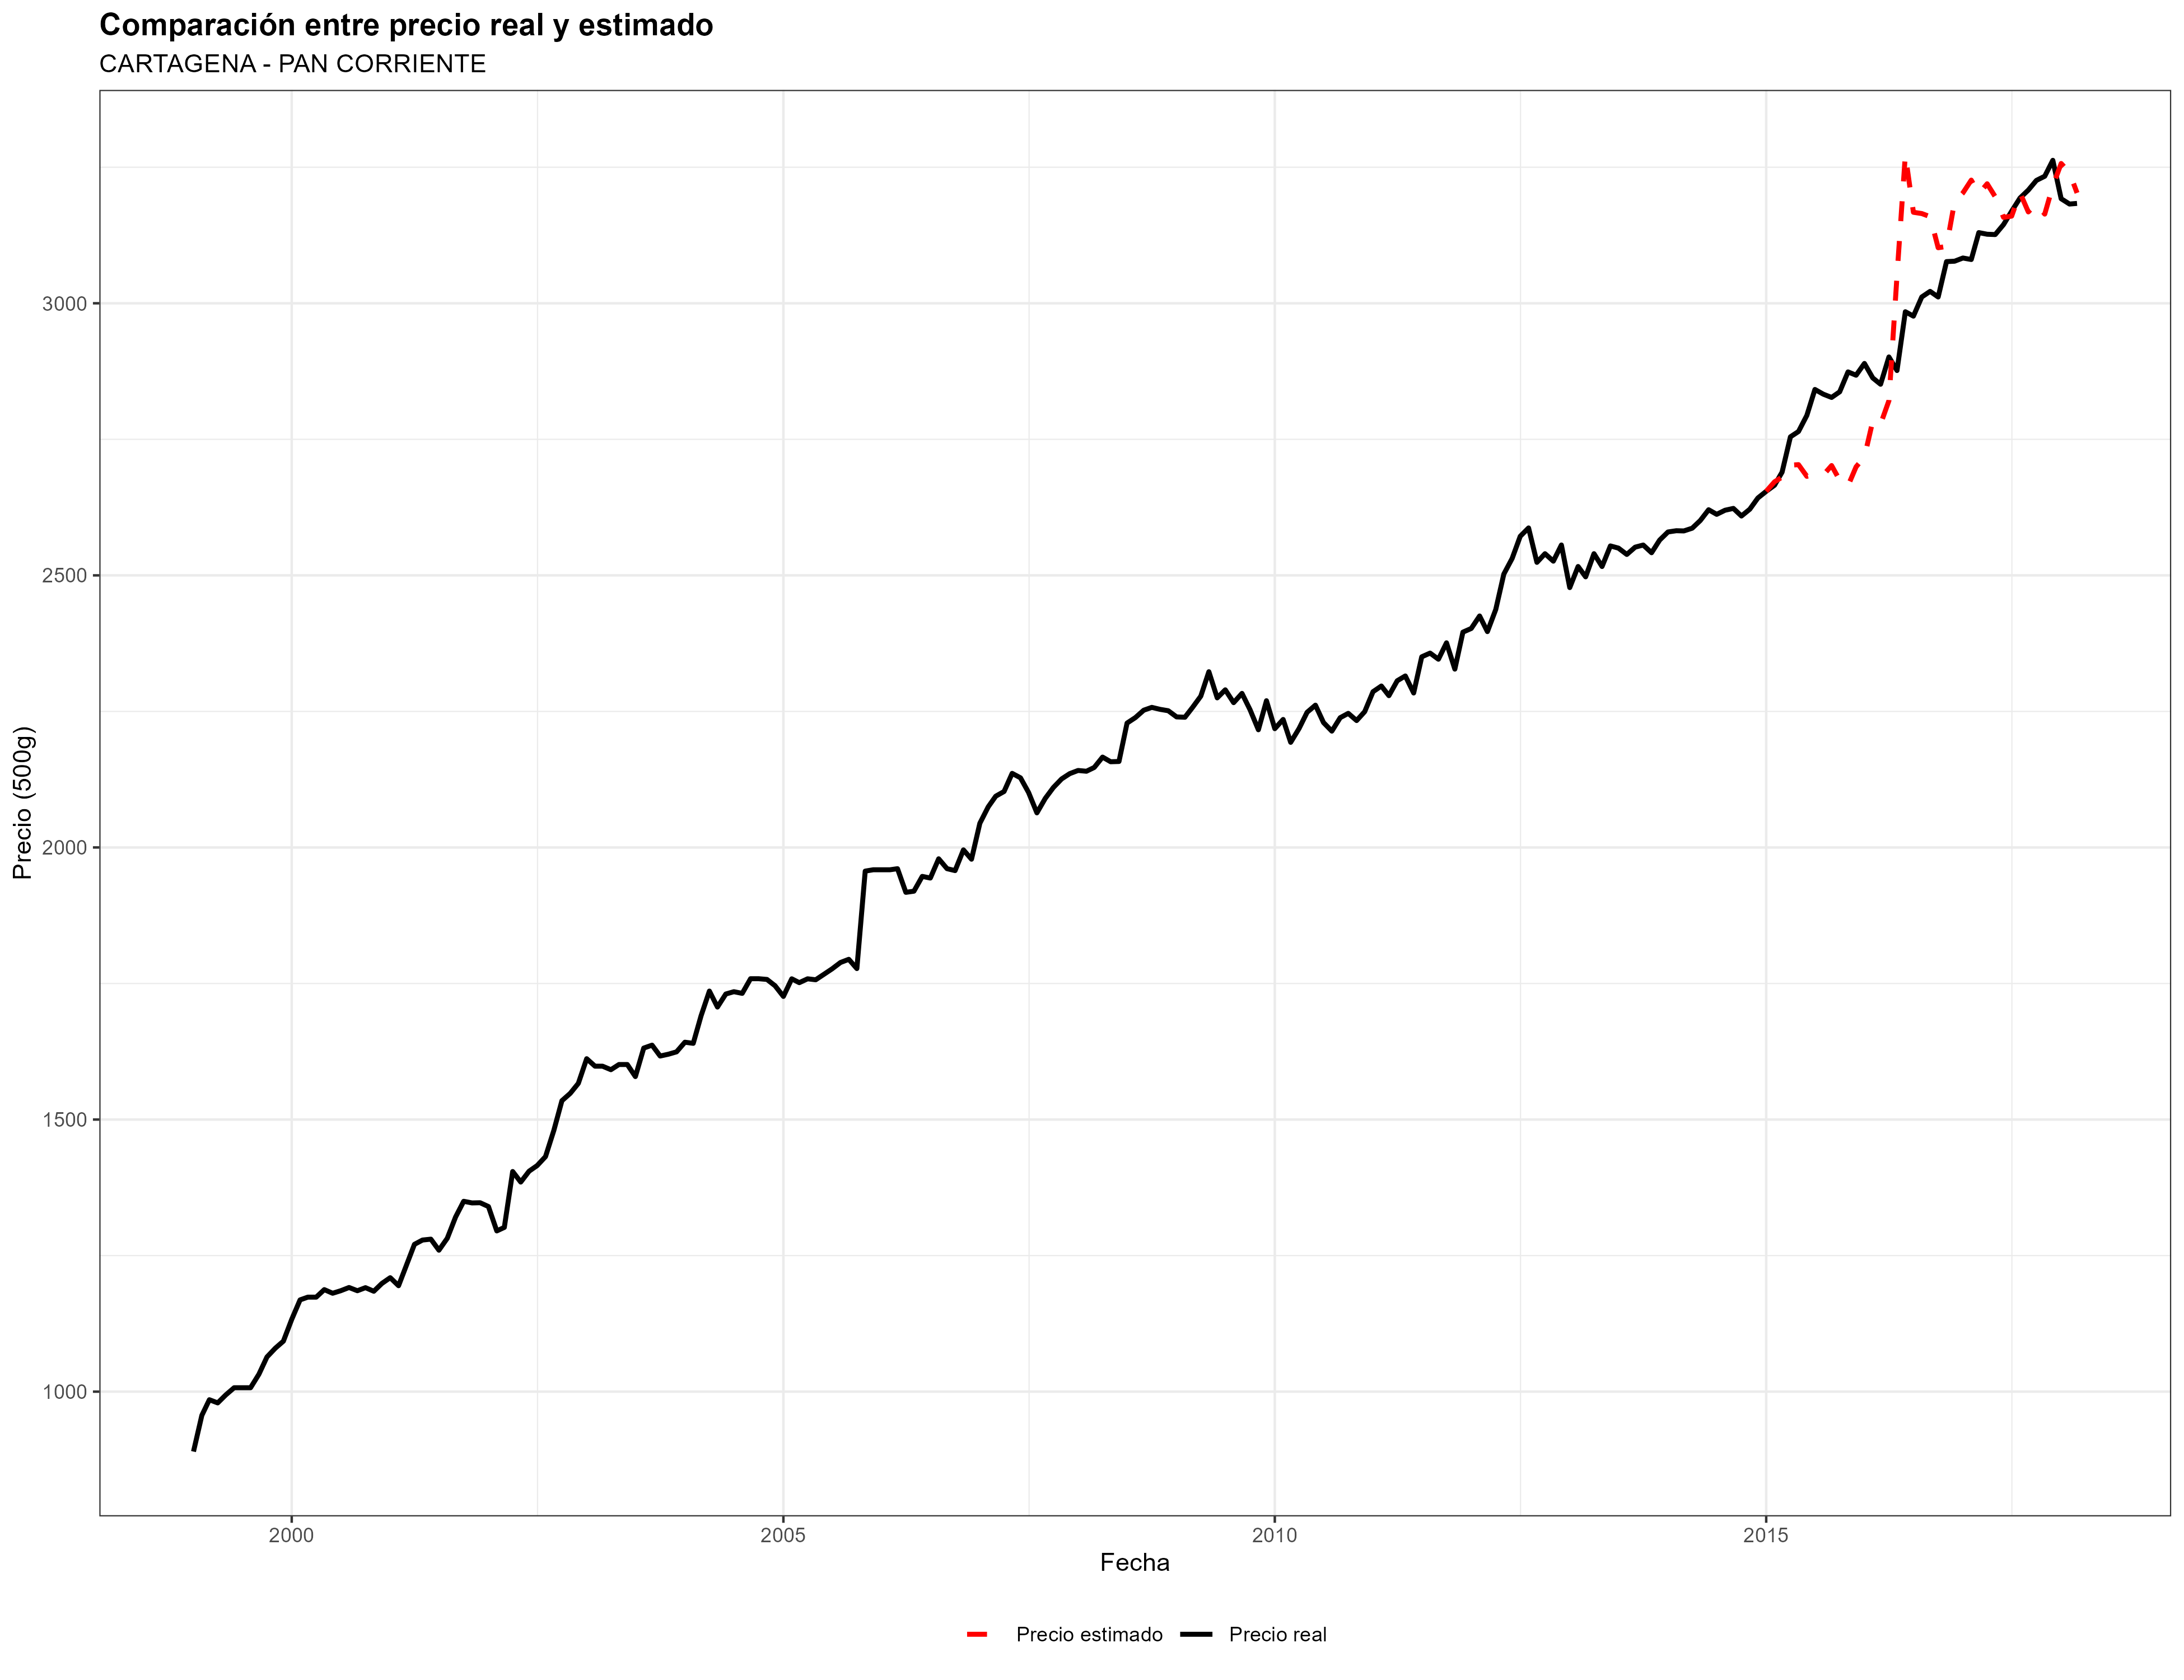 Comparación entre precio real y estimado
CARTAGENA - PAN CORRIENTE
Precio (500g)
3000
2500
2000
1500
1000
2000
2005
2010
2015
Fecha
Precio estimado
Precio real